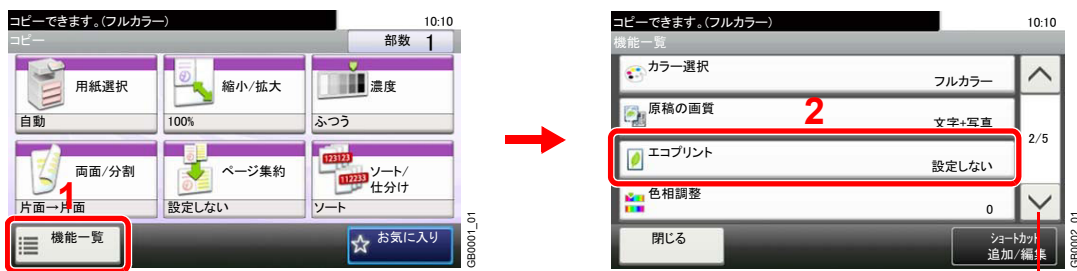 コピーできます。(フルカラー)
10:10
コピー
部数 1
用紙選択
縮小/拡大
濃度
自動
100%
ふつう
両面/分割
ページ集約
123123
112233
ソート/
仕分け
片面→片面
設定しない
ソート
1
機能一覧
お気に入り
GB0001_01
コピーできます。(フルカラー)
10:10
機能一覧
カラー選択
フルカラー
原稿の画質
2
文字+写真
2/5
エコプリント
設定しない
色相調整
0
閉じる
ショートカット
追加/編集
GB0002_01